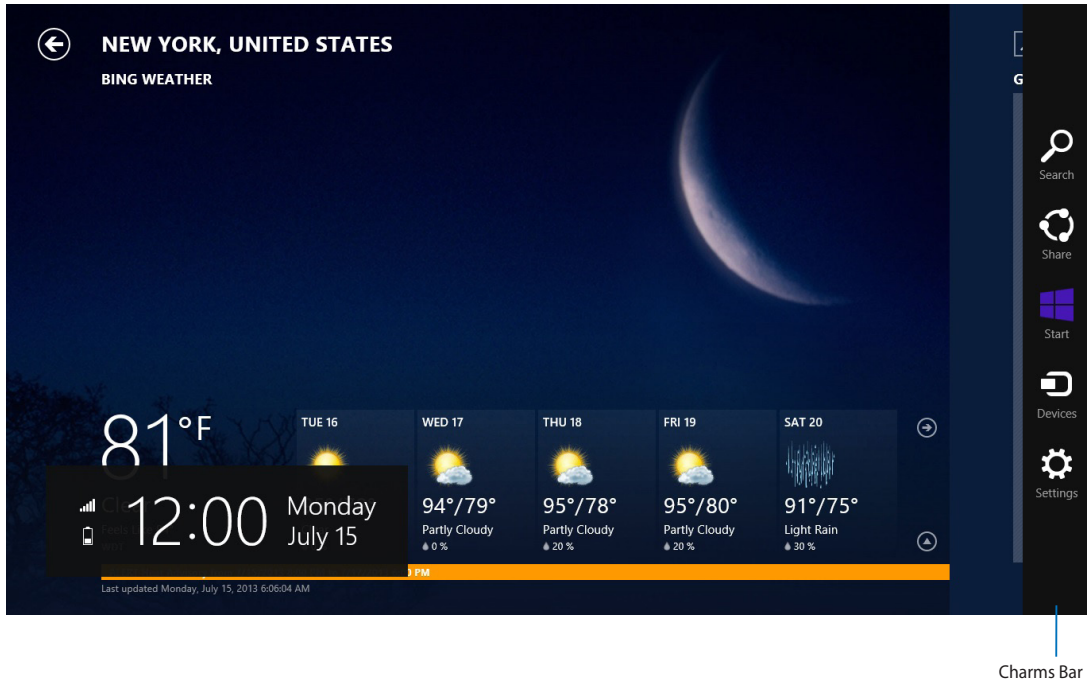 NEW YORK, UNITED STATES
BING WEATHER
G
Search
Share
Start
Devices
Settings
81°F
TUE 16
WED 17
94°/79°
Partly Cloudy
0 %
THU 18
95°/78°
Partly Cloudy
20 %
FRI 19
95°/80°
Partly Cloudy
20 %
SAT 20
91°/75°
Light Rain
30 %
12:00
Monday
July 15
PM
Last updated Monday, July 15, 2013 6:06:04 AM
Charms Bar